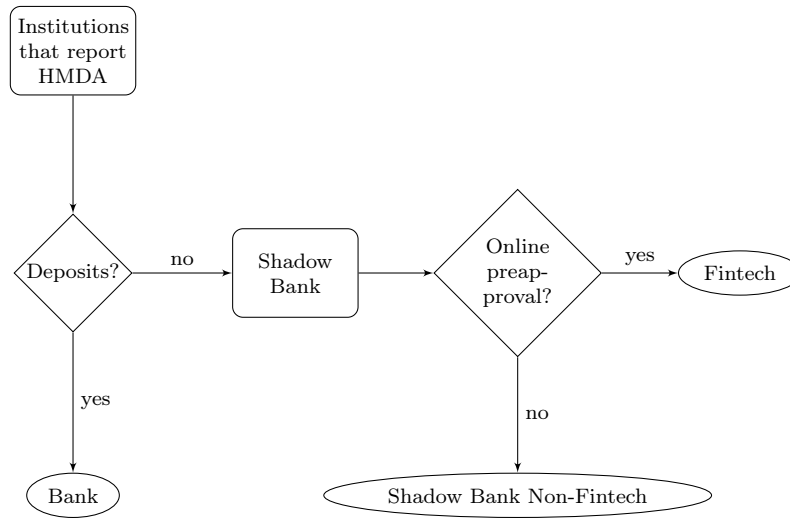 Institutions
that report
HMDA
Deposits?
no
Shadow
Bank
Online
preap-
proval?
yes
Fintech
yes
no
Bank
Shadow Bank Non-Fintech